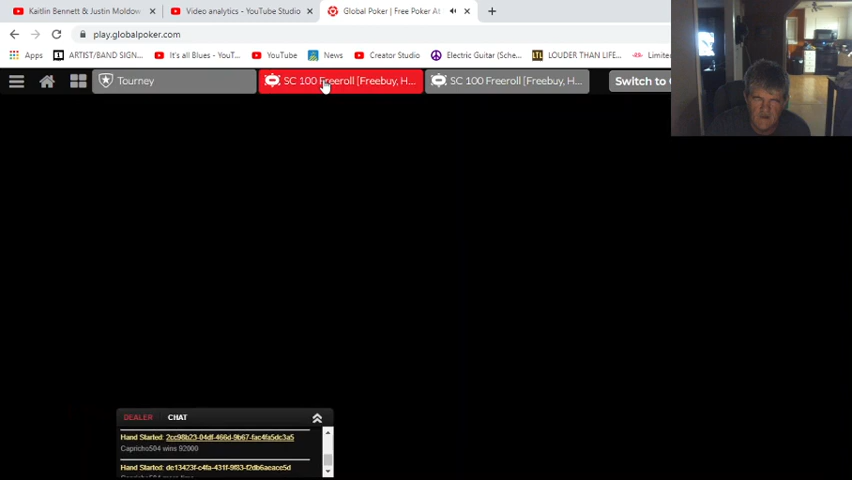 Kaitlin Bennett & Justin Moldow
Video analytics - YouTube Studio
Global Poker | Free Poker At
play.globalpoker.com
Apps
ARTIST/BAND SIGN...
It's all Blues - YouT...
YouTube
News
Creator Studio
Electric Guitar (Sche...
LOUDER THAN LIFE...
Limite
Tourney
SC 100 Freeroll [Freebuy, H...
SC 100 Freeroll [Freebuy, H...
Switch to
DEALER
CHAT
Hand Started: 2cc98b23-04df-466d-9b67-fac4fa5dc3a5
Capricho504 wins 92000
Hand Started: de13423f-c4fa-431f-9f83-f2db6aeace5d